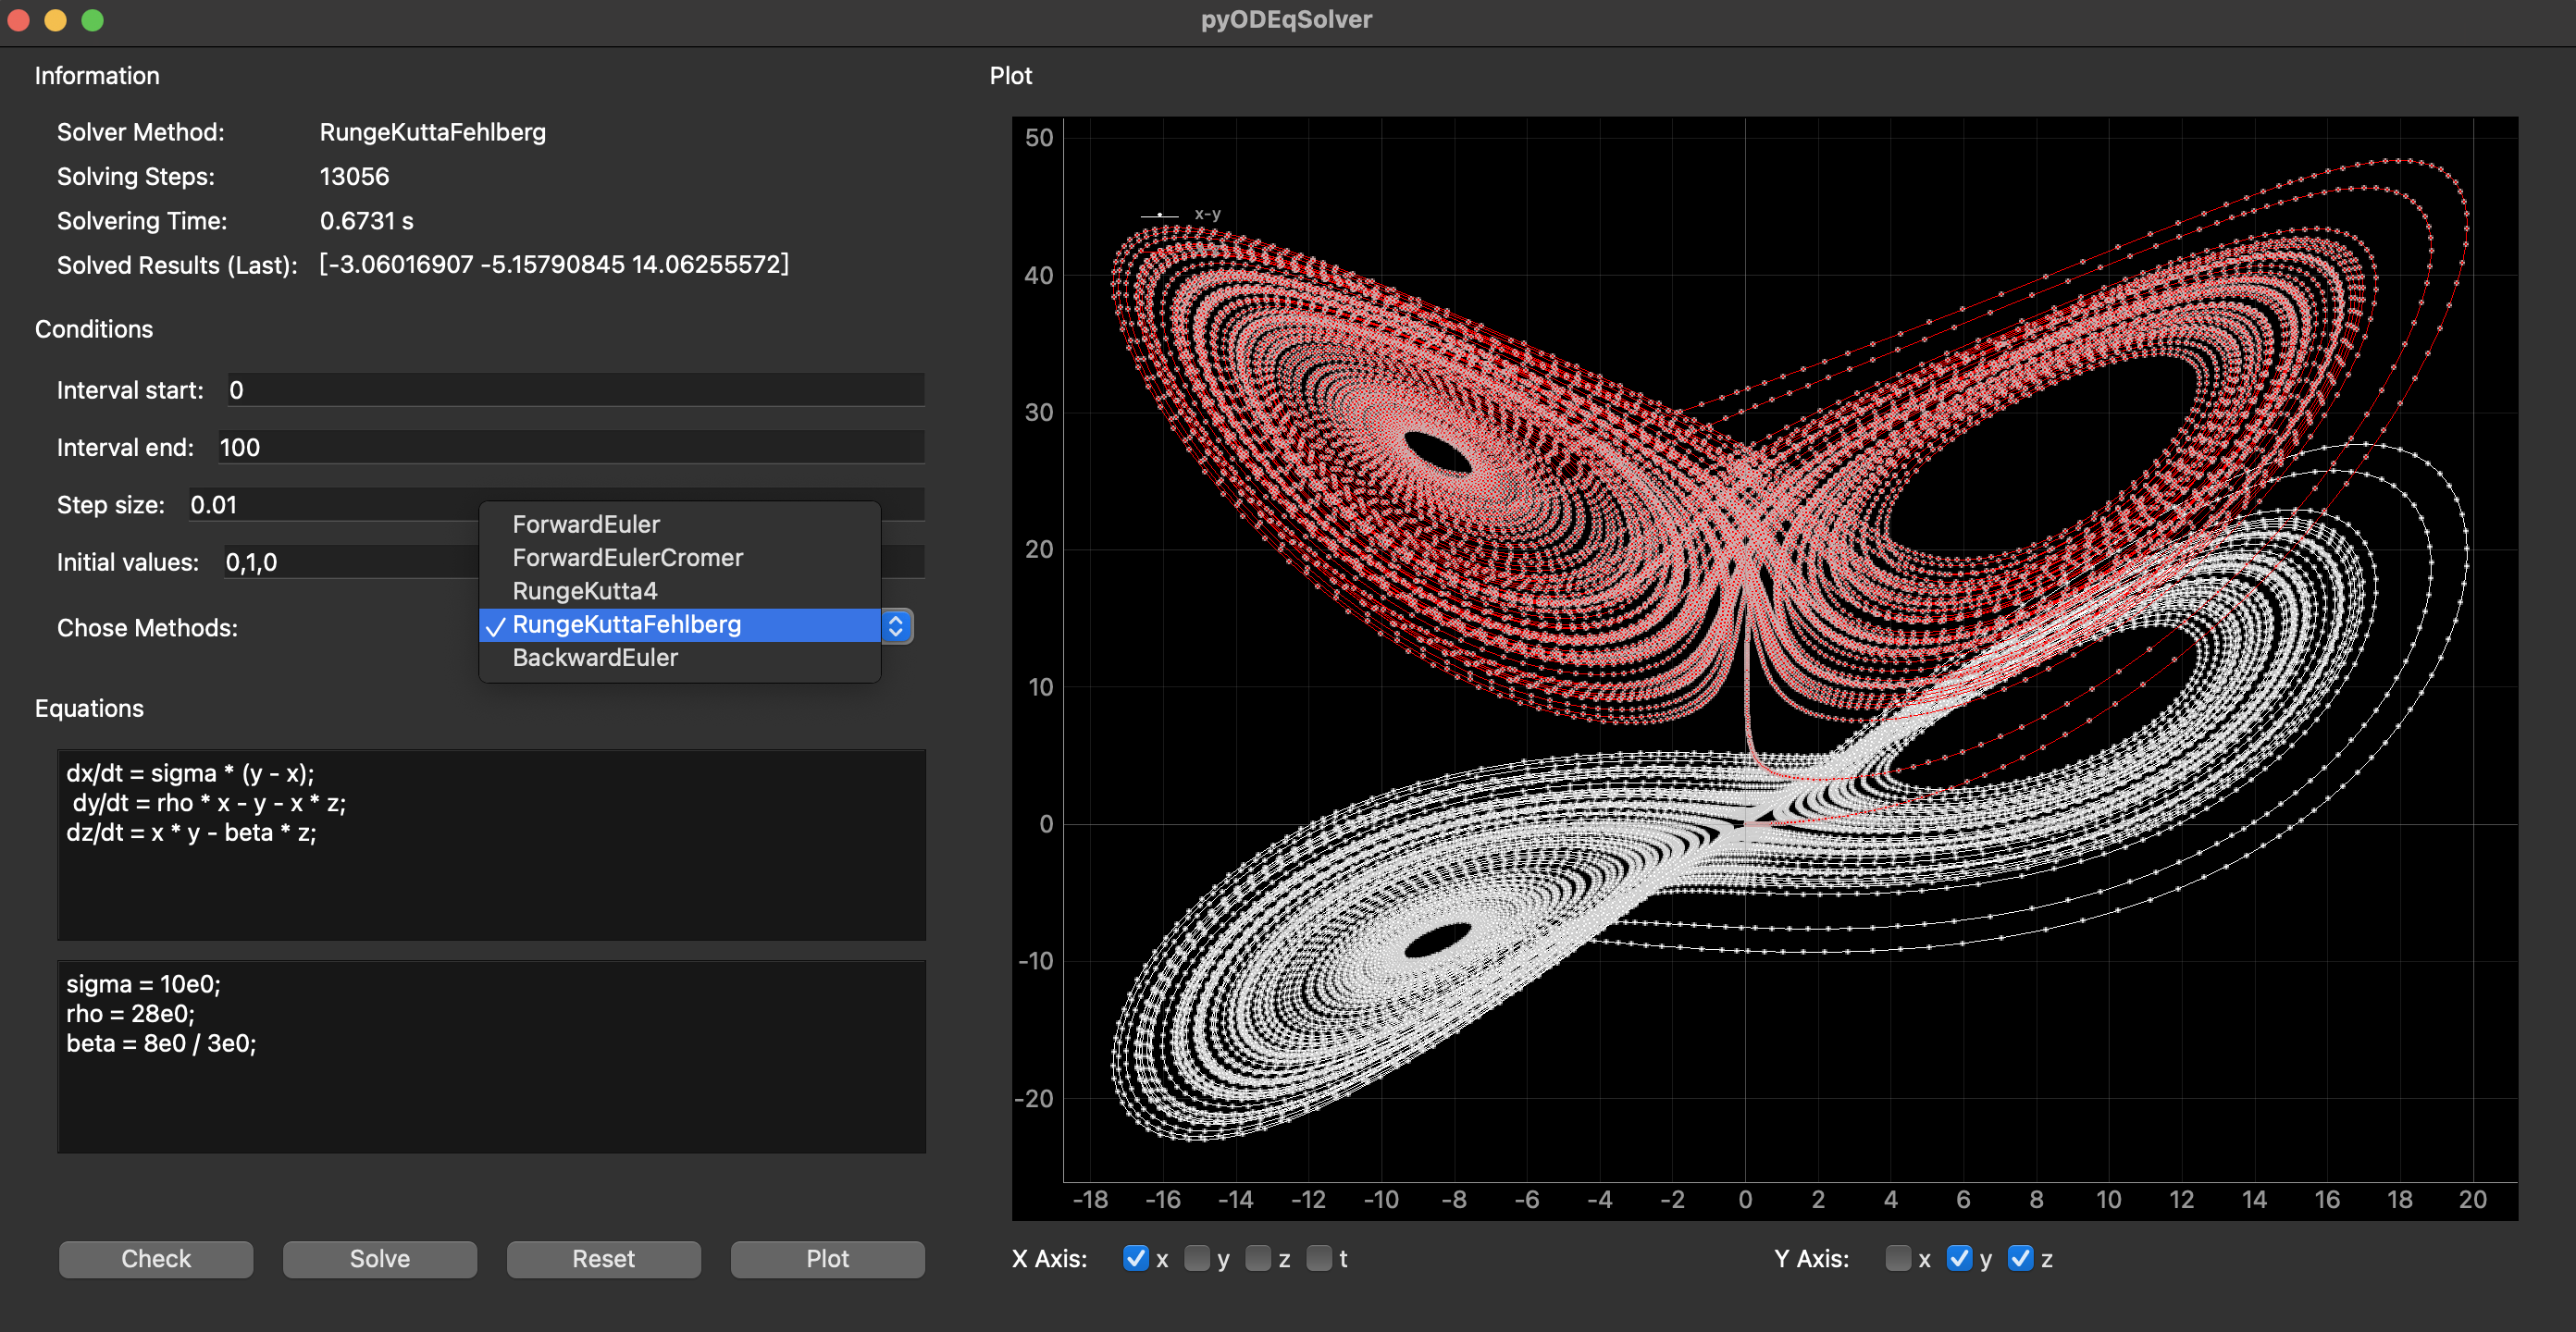 pyODEqSolver
Information
Solver Method: RungeKuttaFehlberg
Solving Steps: 13056
Solvering Time: 0.6731 s
Solved Results (Last): [-3.06016907 -5.15790845 14.06255572]
Conditions
Interval start: 0
Interval end: 100
Step size: 0.01
Initial values: 0,1,0
Chose Methods:
ForwardEuler
ForwardEulerCromer
RungeKutta4
✓ RungeKuttaFehlberg
BackwardEuler
Equations
dx/dt = sigma * (y - x);
dy/dt = rho * x - y - x * z;
dz/dt = x * y - beta * z;
sigma = 10e0;
rho = 28e0;
beta = 8e0 / 3e0;
Check Solve Reset Plot
Plot
x-y
50
40
30
20
10
0
-10
-20
-18 -16 -14 -12 -10 -8 -6 -4 -2 0 2 4 6 8 10 12 14 16 18 20
X Axis: x y z t
Y Axis: x y z